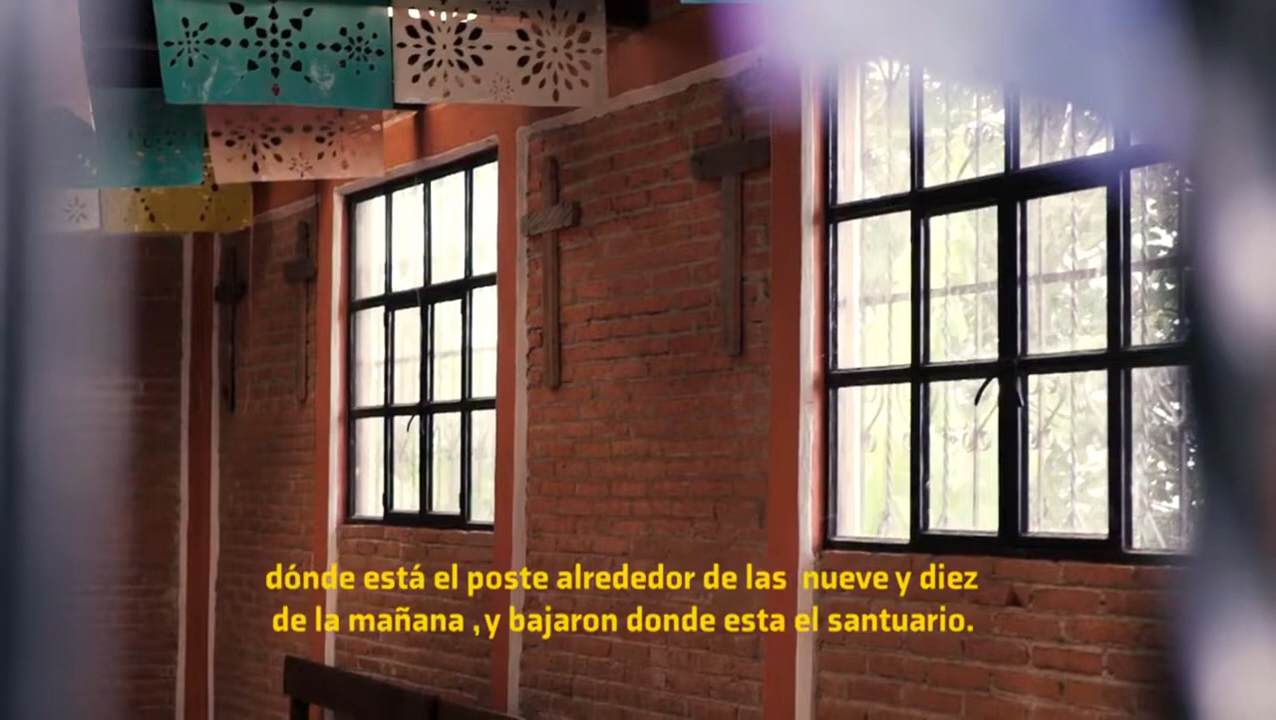 dónde está el poste alrededor de las  nueve y diez
de la mañana ,y bajaron donde esta el santuario.